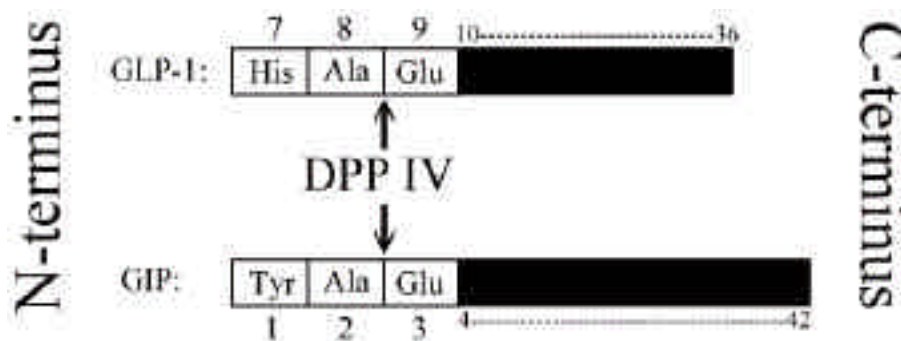 N-terminus
7 8 9 10----------------------36
GLP-1: His Ala Glu
DPP IV
GIP: Tyr Ala Glu
1 2 3 4------------------------------42
C-terminus